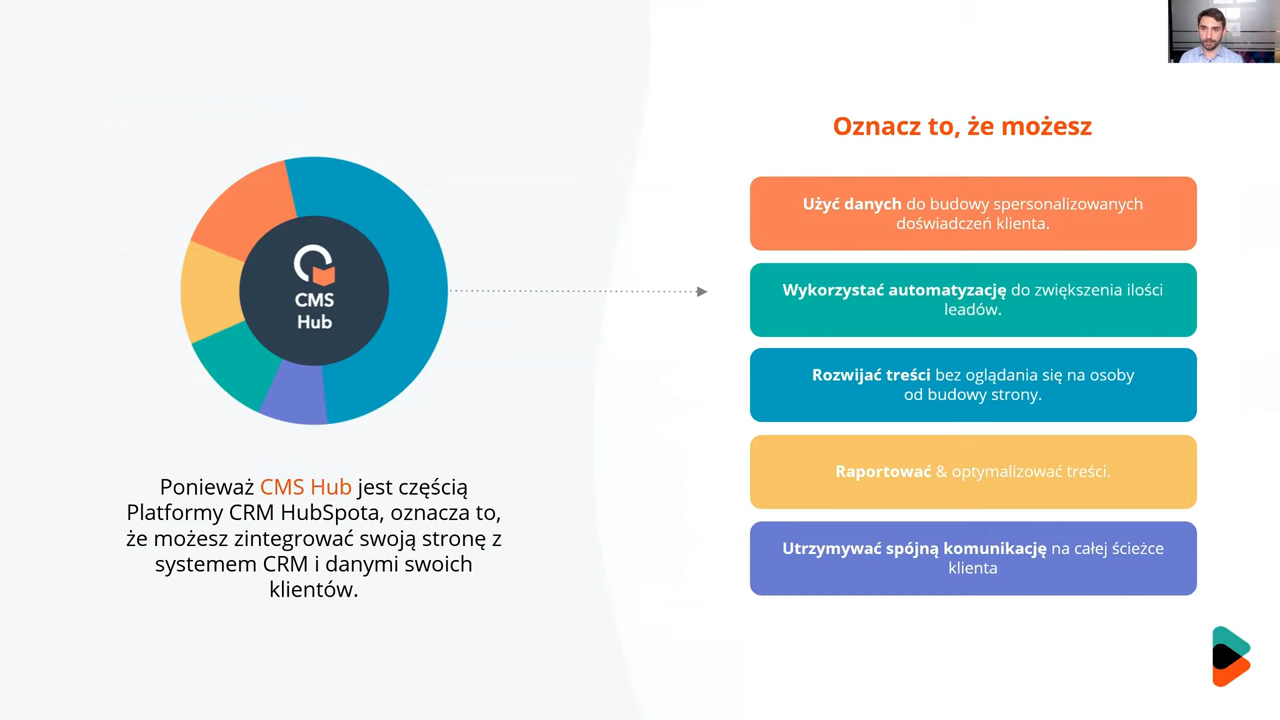 CMS
Hub
Ponieważ CMS Hub jest częścią
Platformy CRM HubSpota, oznacza to,
że możesz zintegrować swoją stronę z
systemem CRM i danymi swoich
klientów.
Oznacz to, że możesz
Użyć danych do budowy spersonalizowanych
doświadczeń klienta.
Wykorzystać automatyzację do zwiększenia ilości
leadów.
Rozwijać treści bez oglądania się na osoby
od budowy strony.
Raportować & optymalizować treści.
Utrzymywać spójną komunikację na całej ścieżce
klienta